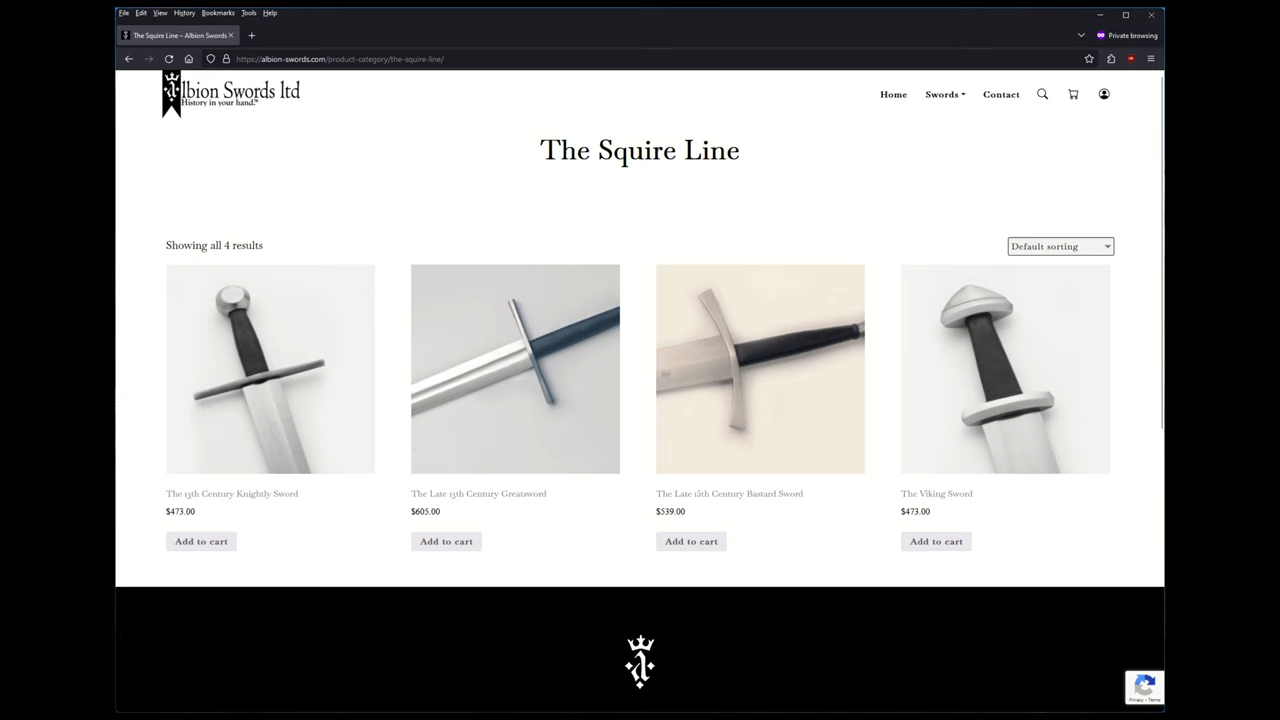 File Edit View History Bookmarks Tools Help
The Squire Line – Albion Swords
Private browsing
https://albion-swords.com/product-category/the-squire-line/
albion Swords ltd
History in your hand.™
Home Swords Contact
The Squire Line
Showing all 4 results
Default sorting
The 13th Century Knightly Sword
$473.00
Add to cart
The Late 13th Century Greatsword
$605.00
Add to cart
The Late 15th Century Bastard Sword
$539.00
Add to cart
The Viking Sword
$473.00
Add to cart
a
Privacy - Terms